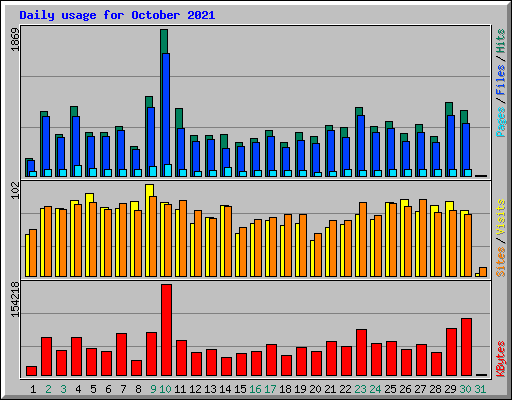 Daily usage for October 2021
1869
Pages / Files / Hits
102
Sites / Visits
154218
KBytes
1 2 3 4 5 6 7 8 9 10 11 12 13 14 15 16 17 18 19 20 21 22 23 24 25 26 27 28 29 30 31